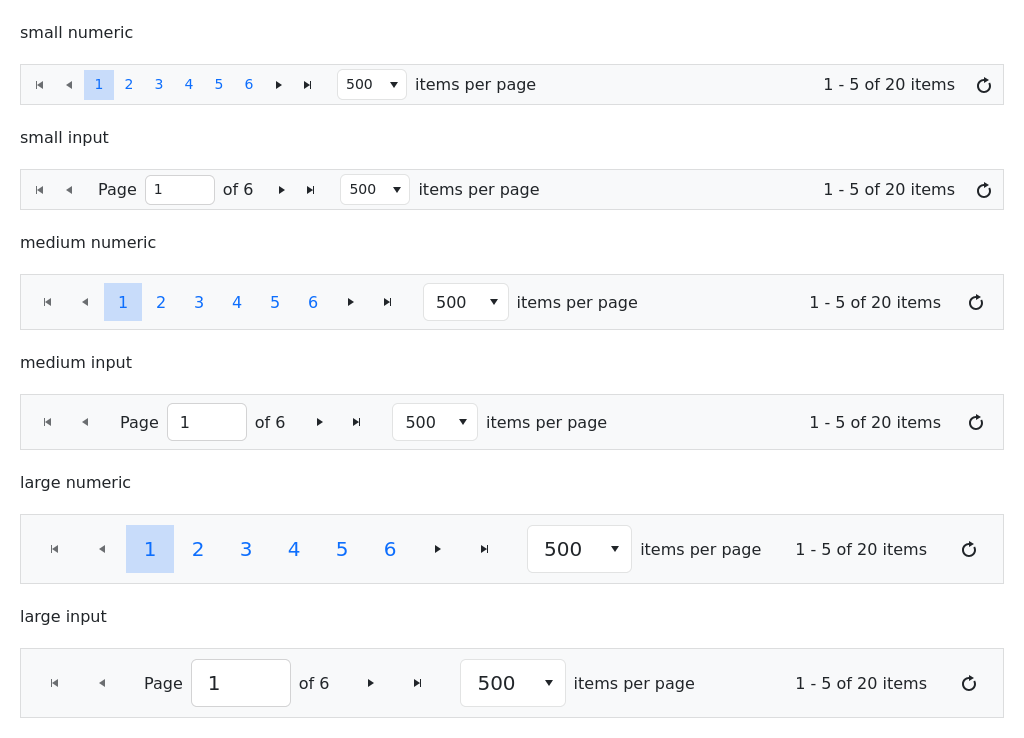 small numeric
1 2 3 4 5 6 500 items per page 1 - 5 of 20 items
small input
Page 1 of 6 500 items per page 1 - 5 of 20 items
medium numeric
1 2 3 4 5 6 500 items per page 1 - 5 of 20 items
medium input
Page 1 of 6 500 items per page 1 - 5 of 20 items
large numeric
1 2 3 4 5 6 500 items per page 1 - 5 of 20 items
large input
Page 1 of 6 500 items per page 1 - 5 of 20 items